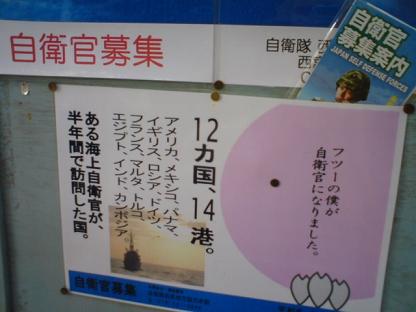 自衛官募集
自衛隊
自衛官
募集案内
JAPAN SELF DEFENSE FORCES
フツーの僕が
自衛官になりました。
12カ国、14港。
アメリカ、メキシコ、パナマ、
イギリス、ロシア、ドイツ、
フランス、マルタ、トルコ、
エジプト、インド、カンボジア。
ある海上自衛官が、
半年間で訪問した国。
自衛官募集